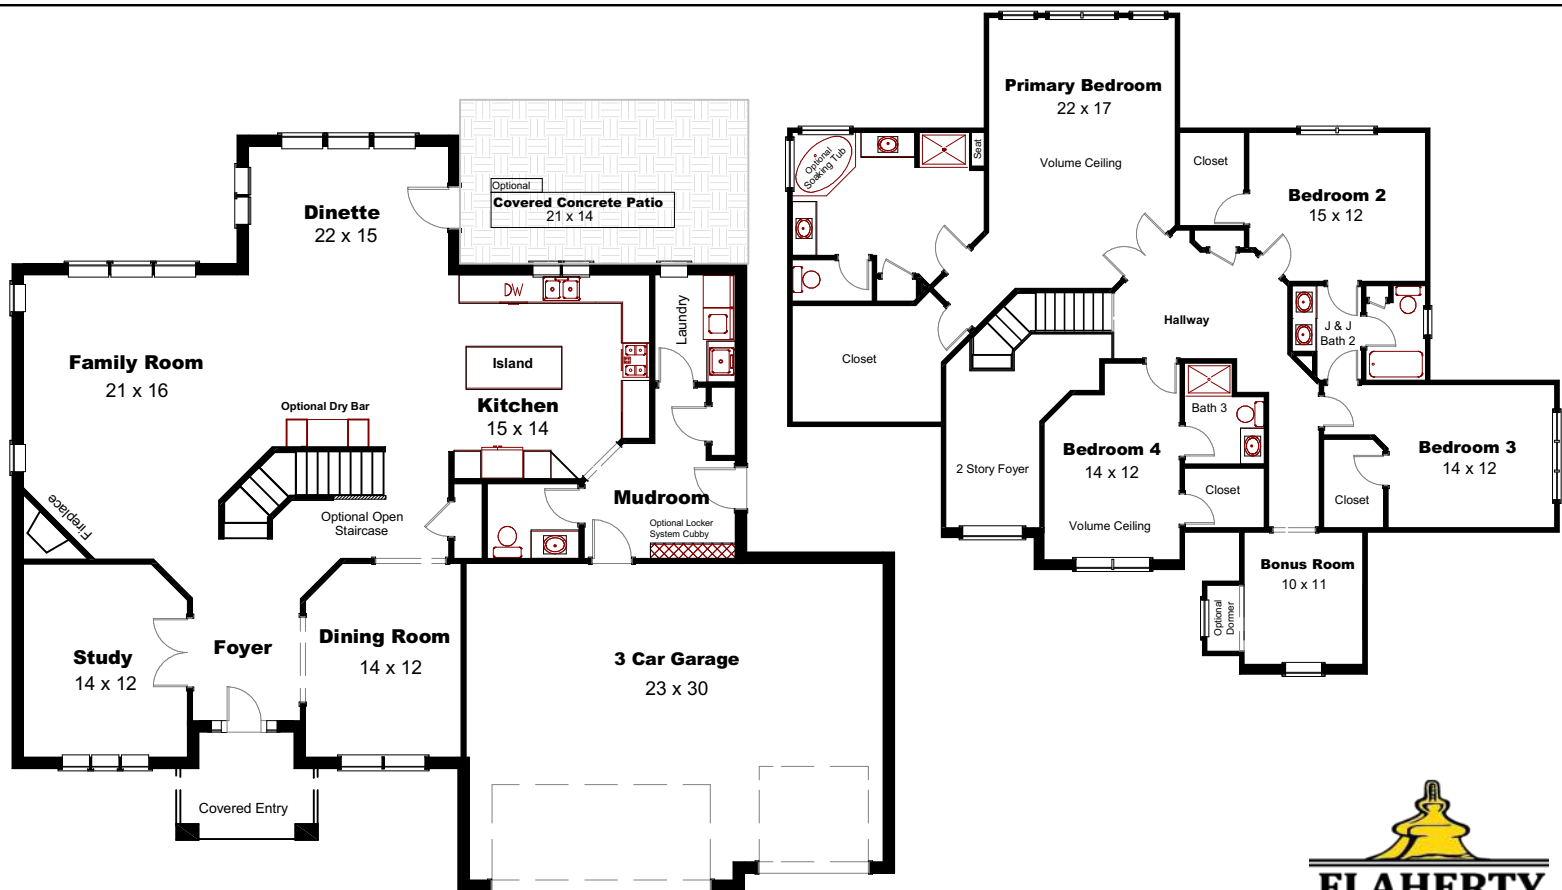 Primary Bedroom
22 x 17
Volume Ceiling
Optional
Soaking Tub
Seat
Closet
Bedroom 2
15 x 12
Closet
Hallway
J & J
Bath 2
Bath 3
Bedroom 4
14 x 12
Volume Ceiling
Closet
2 Story Foyer
Bedroom 3
14 x 12
Closet
Bonus Room
10 x 11
Optional
Dormer
Optional
Covered Concrete Patio
21 x 14
Dinette
22 x 15
DW
Laundry
Family Room
21 x 16
Island
Kitchen
15 x 14
Optional Dry Bar
Fireplace
Optional Open
Staircase
Mudroom
Optional Locker
System Cubby
Study
14 x 12
Foyer
Dining Room
14 x 12
3 Car Garage
23 x 30
Covered Entry
FLAHERTY